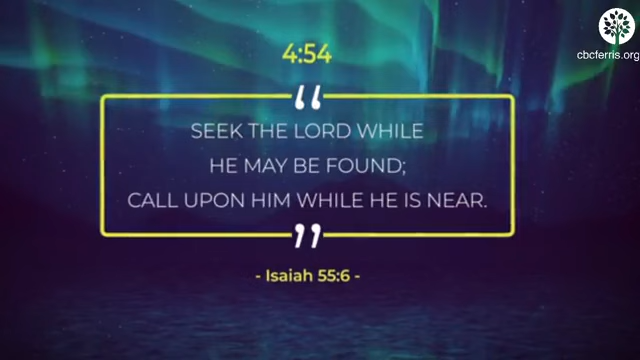 cbcferris.org
4:54
“
SEEK THE LORD WHILE
HE MAY BE FOUND;
CALL UPON HIM WHILE HE IS NEAR.
”
- Isaiah 55:6 -